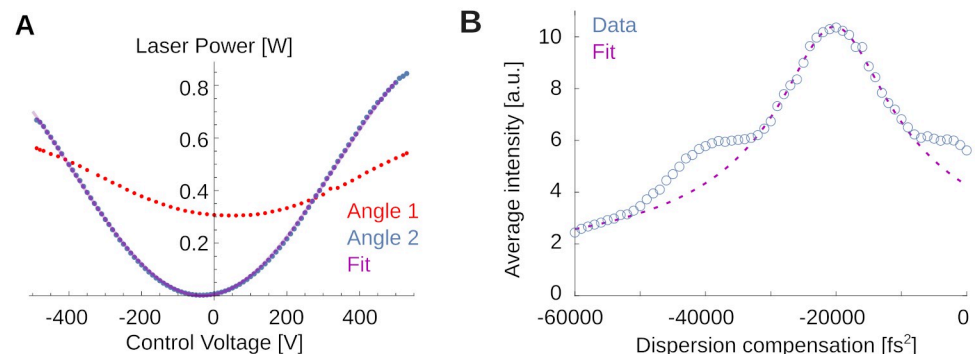 A
Laser Power [W]
0.8
0.6
0.4
0.2
-400
-200
0
200
400
Control Voltage [V]
Angle 1
Angle 2
Fit
B
Data
Fit
Average intensity [a.u.]
10
8
6
4
2
0
-60000
-40000
-20000
0
Dispersion compensation [fs²]